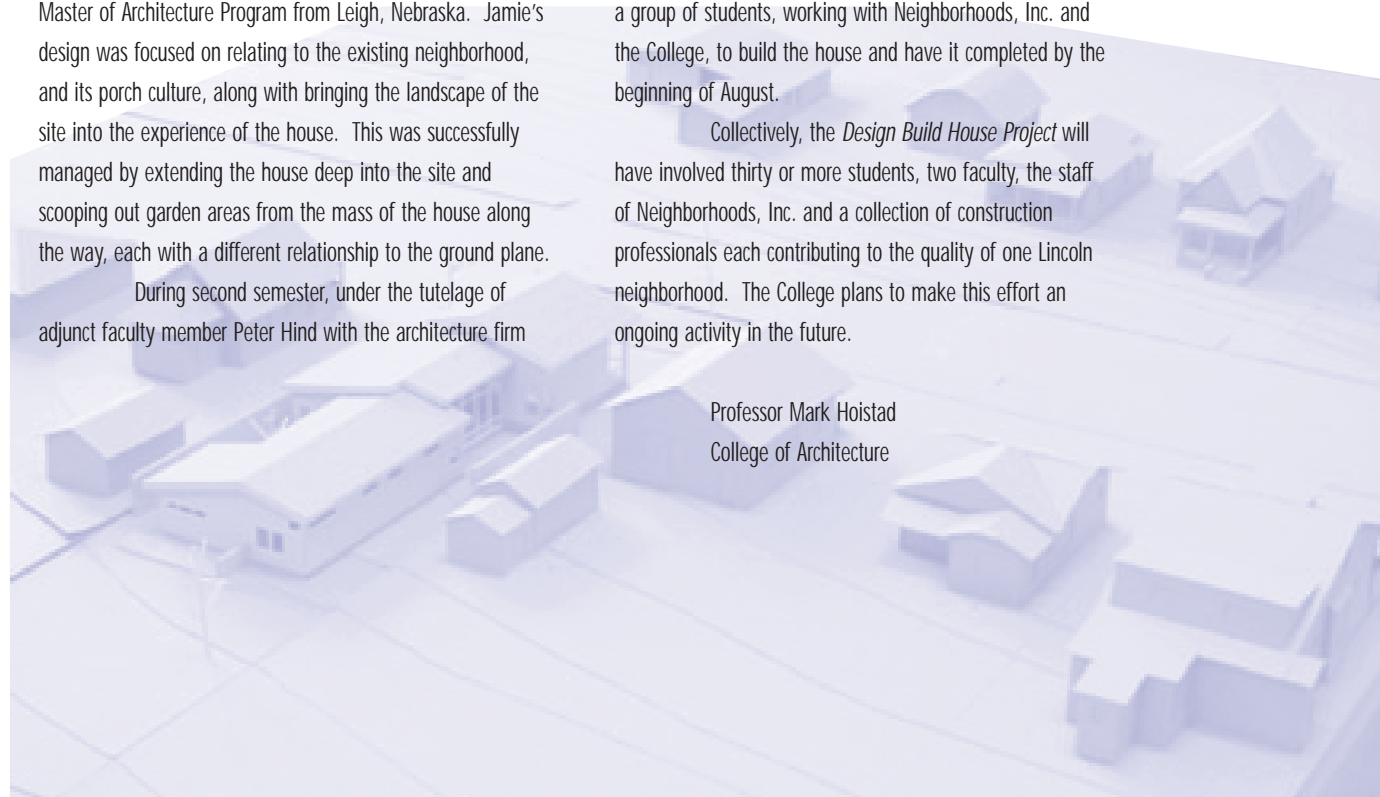 Master of Architecture Program from Leigh, Nebraska.  Jamie's
design was focused on relating to the existing neighborhood,
and its porch culture, along with bringing the landscape of the
site into the experience of the house.  This was successfully
managed by extending the house deep into the site and
scooping out garden areas from the mass of the house along
the way, each with a different relationship to the ground plane.
During second semester, under the tutelage of
adjunct faculty member Peter Hind with the architecture firm
a group of students, working with Neighborhoods, Inc. and
the College, to build the house and have it completed by the
beginning of August.
Collectively, the Design Build House Project will
have involved thirty or more students, two faculty, the staff
of Neighborhoods, Inc. and a collection of construction
professionals each contributing to the quality of one Lincoln
neighborhood.  The College plans to make this effort an
ongoing activity in the future.
Professor Mark Hoistad
College of Architecture